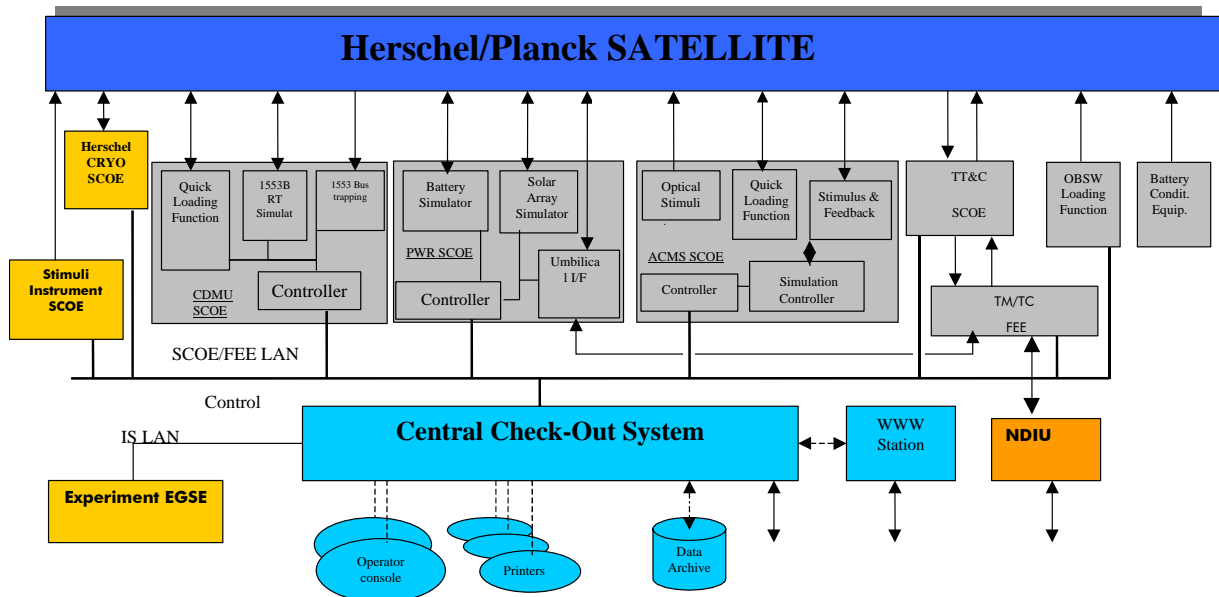 Herschel/Planck SATELLITE
Herschel
CRYO
SCOE
Stimuli
Instrument
SCOE
Quick
Loading
Function
1553B
RT
Simulat
1553 Bus
trapping
CDMU
SCOE
Controller
Battery
Simulator
Solar
Array
Simulator
PWR SCOE
Controller
Umbilica
l I/F
Optical
Stimuli
.
Quick
Loading
Function
Stimulus &
Feedback
ACMS SCOE
Controller
Simulation
Controller
TT&C
SCOE
TM/TC
FEE
OBSW
Loading
Function
Battery
Condit.
Equip.
SCOE/FEE LAN
Control
IS LAN
Central Check-Out System
WWW
Station
NDIU
Experiment EGSE
Operator
console
Printers
Data
Archive